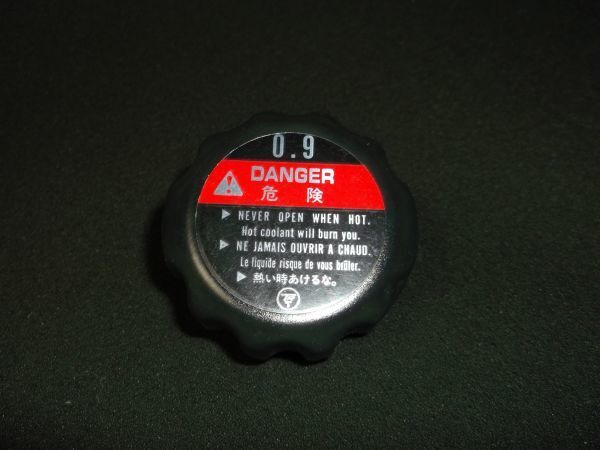 0.9
DANGER
危険
▶ NEVER OPEN WHEN HOT.
Hot coolant will burn you.
▶ NE JAMAIS OUVRIR A CHAUD.
Le liquide risque de vous brûler.
▶ 熱い時あけるな。